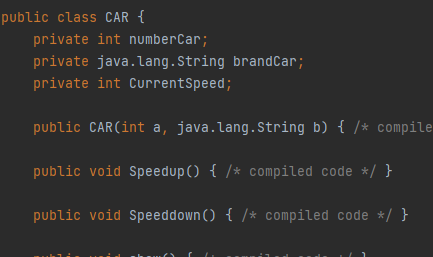 public class CAR {
private int numberCar;
private java.lang.String brandCar;
private int CurrentSpeed;
public CAR(int a, java.lang.String b) { /* compile
public void Speedup() { /* compiled code */ }
public void Speeddown() { /* compiled code */ }